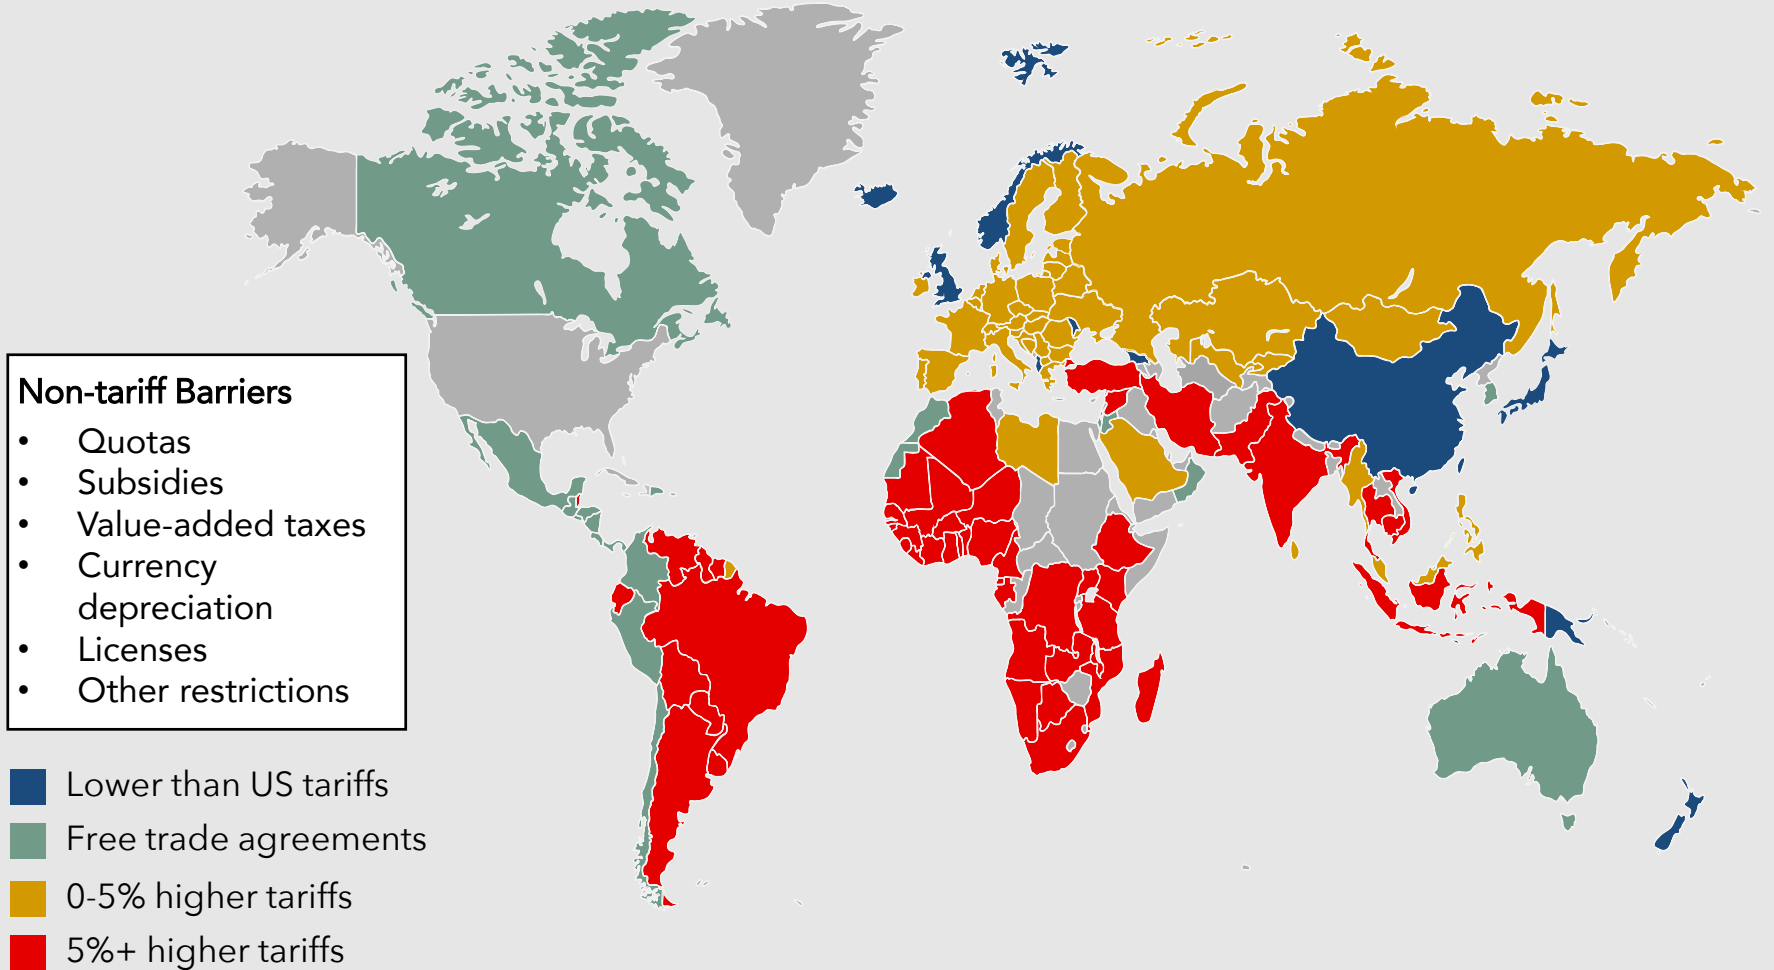 Non-tariff Barriers
• Quotas
• Subsidies
• Value-added taxes
• Currency
depreciation
• Licenses
• Other restrictions
Lower than US tariffs
Free trade agreements
0-5% higher tariffs
5%+ higher tariffs